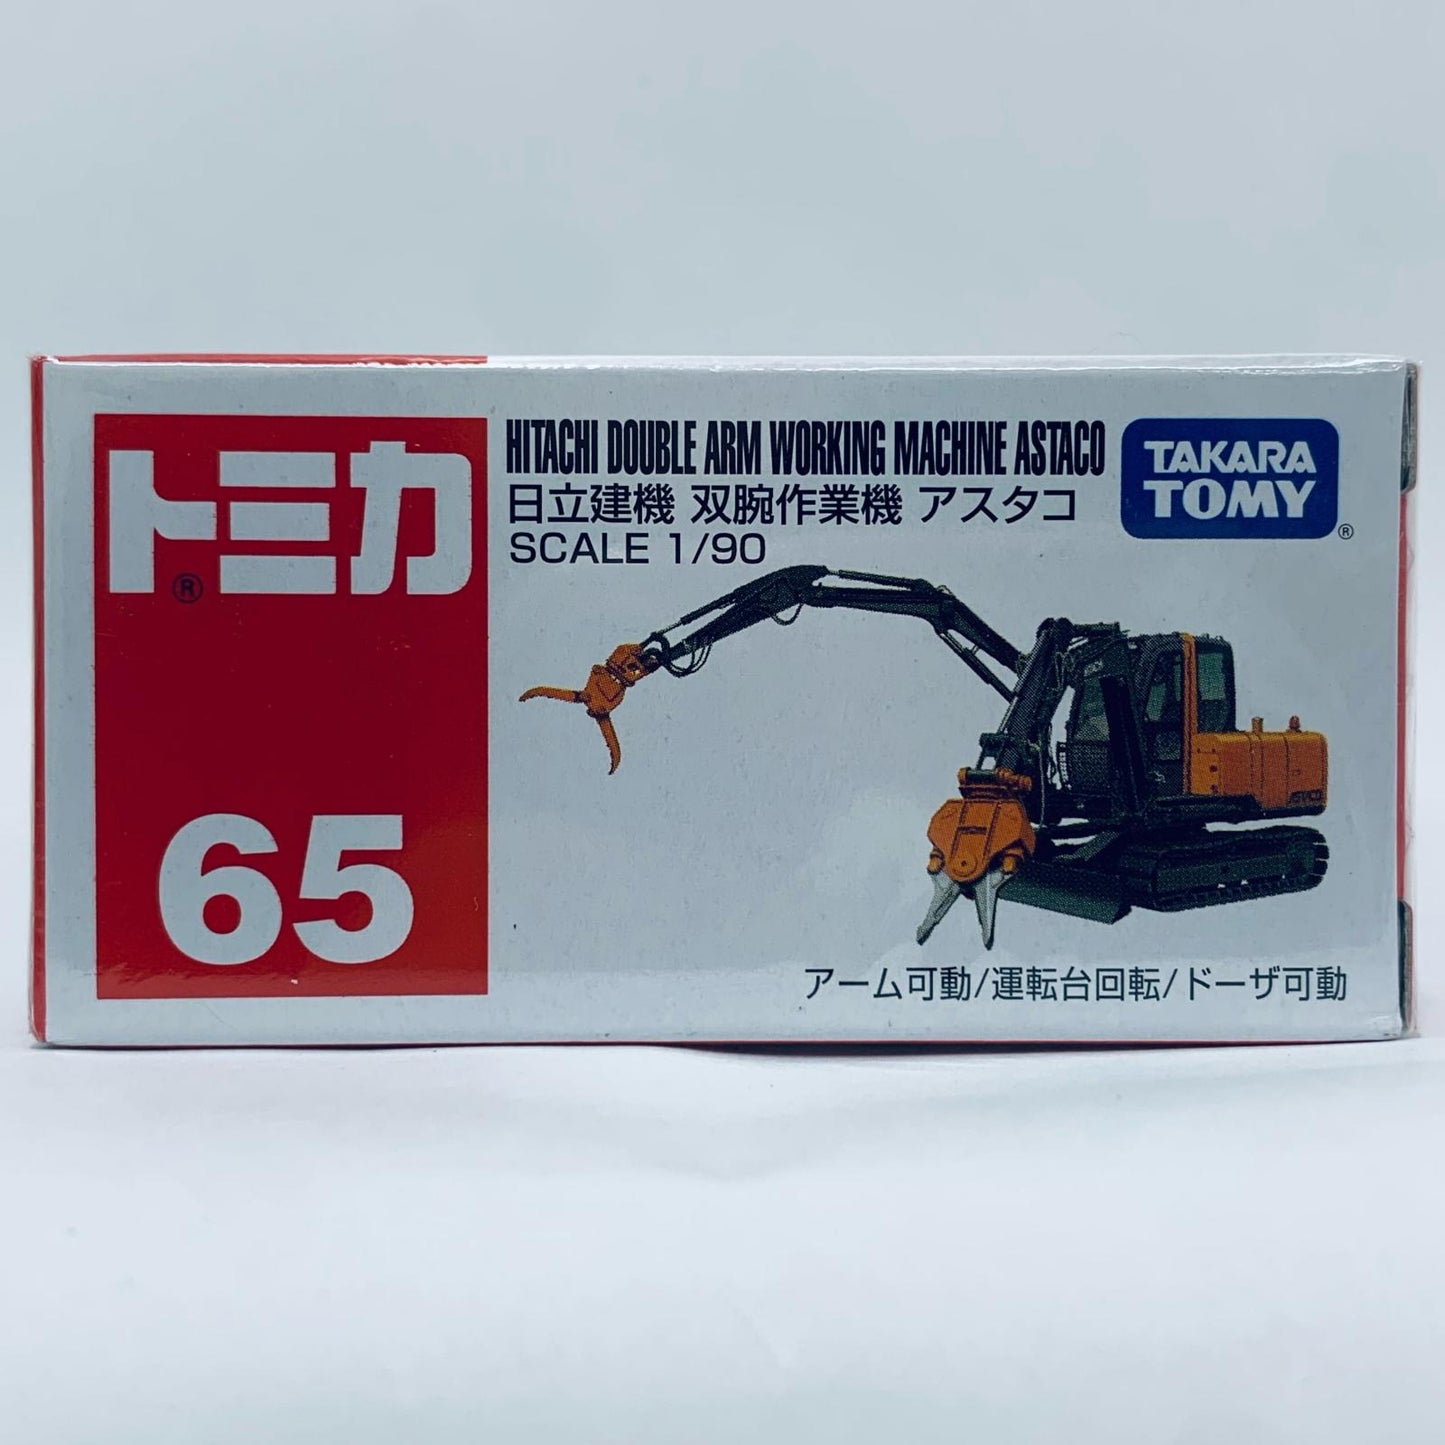 トミカ
®
65
HITACHI DOUBLE ARM WORKING MACHINE ASTACO
日立建機 双腕作業機 アスタコ
SCALE 1/90
TAKARA
TOMY
®
ASTACO
アーム可動/運転台回転/ドーザ可動